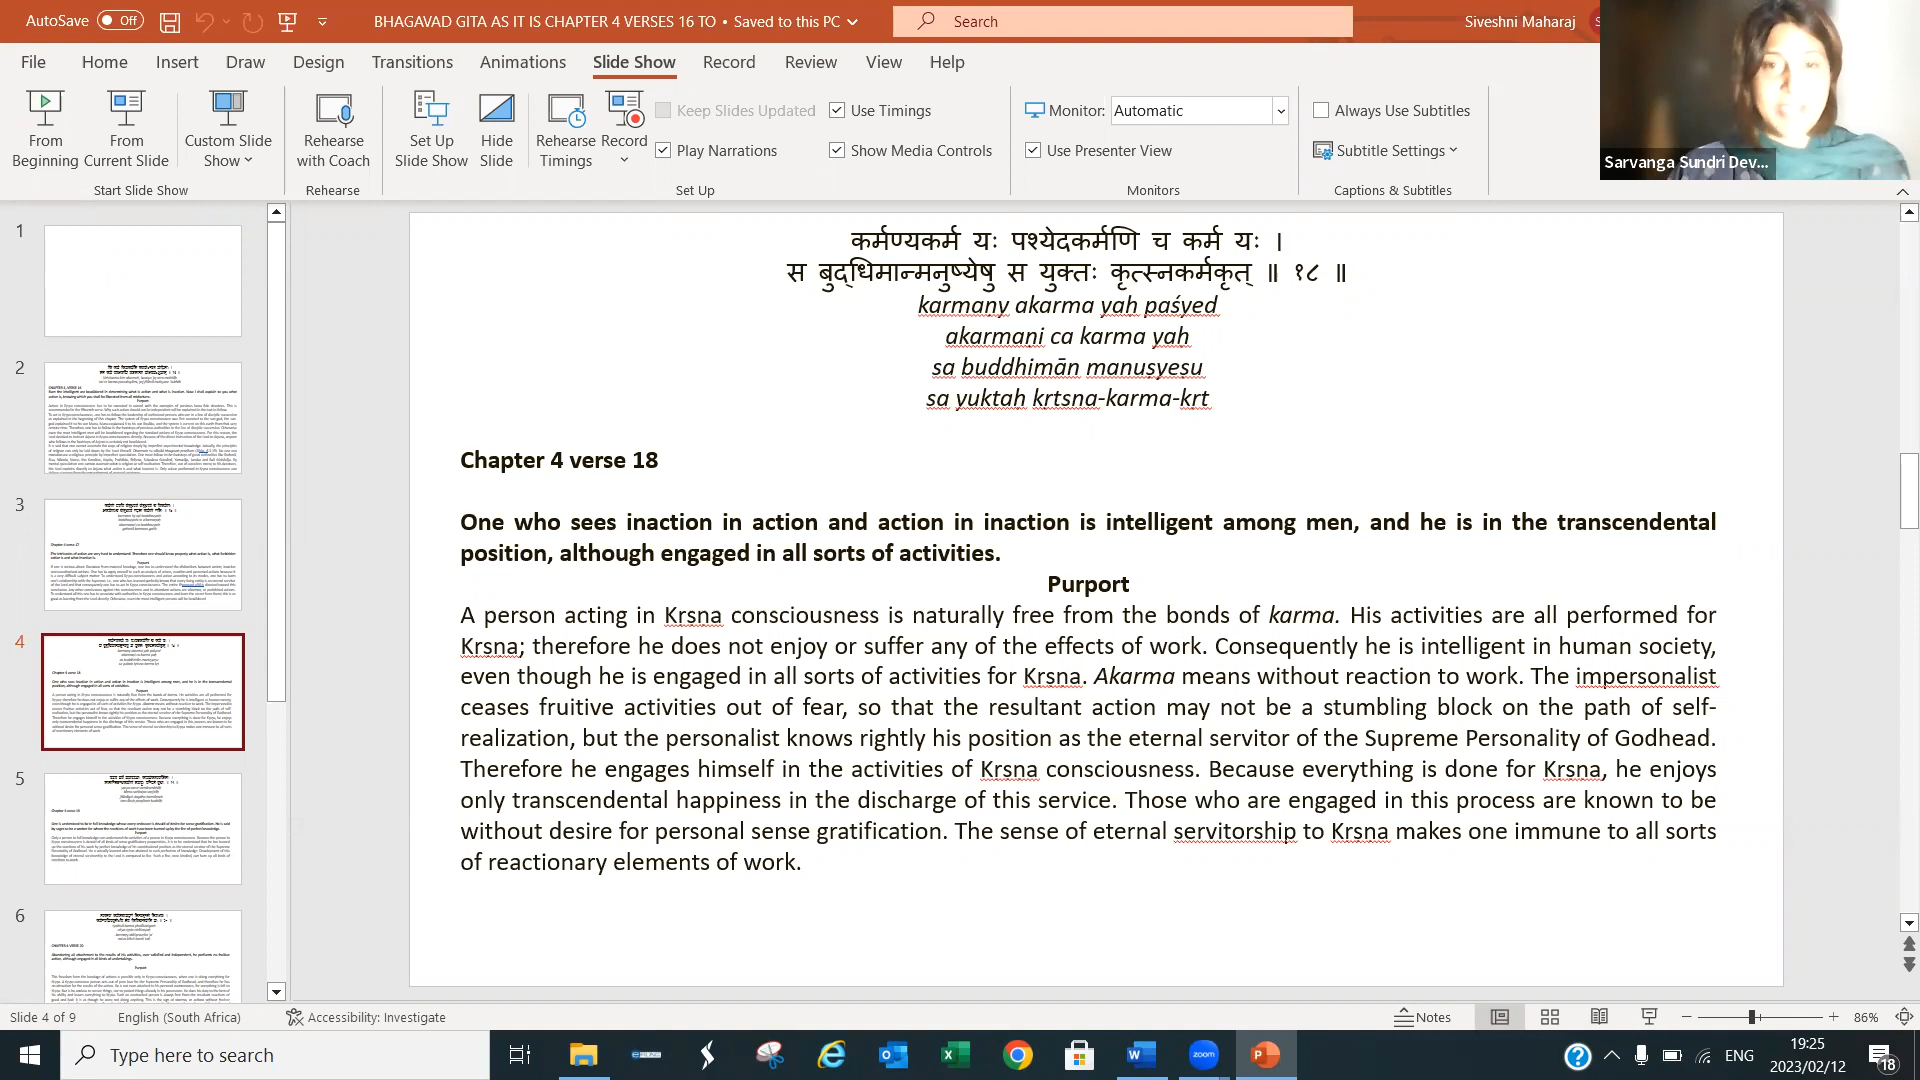 AutoSave Off BHAGAVAD GITA AS IT IS CHAPTER 4 VERSES 16 TO • Saved to this PC Search Siveshni Maharaj
File Home Insert Draw Design Transitions Animations Slide Show Record Review View Help
From Beginning From Current Slide Custom Slide Show Rehearse with Coach Set Up Slide Show Hide Slide Rehearse Timings Record
Keep Slides Updated Use Timings Monitor: Automatic Always Use Subtitles
Play Narrations Show Media Controls Use Presenter View Subtitle Settings
Start Slide Show Rehearse Set Up Monitors Captions & Subtitles
Sarvanga Sundri Dev...
1
2
3
4
5
6
कर्मण्यकर्म यः पश्येदकर्मणि च कर्म यः ।
स बुद्धिमान्मनुष्येषु स युक्तः कृत्स्नकर्मकृत् ॥ १८ ॥
karmany akarma yah paśyed
akarmani ca karma yah
sa buddhimān manusyesu
sa yuktah krtsna-karma-krt
Chapter 4 verse 18
One who sees inaction in action and action in inaction is intelligent among men, and he is in the transcendental
position, although engaged in all sorts of activities.
Purport
A person acting in Krsna consciousness is naturally free from the bonds of karma. His activities are all performed for
Krsna; therefore he does not enjoy or suffer any of the effects of work. Consequently he is intelligent in human society,
even though he is engaged in all sorts of activities for Krsna. Akarma means without reaction to work. The impersonalist
ceases fruitive activities out of fear, so that the resultant action may not be a stumbling block on the path of self-
realization, but the personalist knows rightly his position as the eternal servitor of the Supreme Personality of Godhead.
Therefore he engages himself in the activities of Krsna consciousness. Because everything is done for Krsna, he enjoys
only transcendental happiness in the discharge of this service. Those who are engaged in this process are known to be
without desire for personal sense gratification. The sense of eternal servitorship to Krsna makes one immune to all sorts
of reactionary elements of work.
Slide 4 of 9 English (South Africa) Accessibility: Investigate Notes 86%
Type here to search zoom ENG 19:25
2023/02/12 18